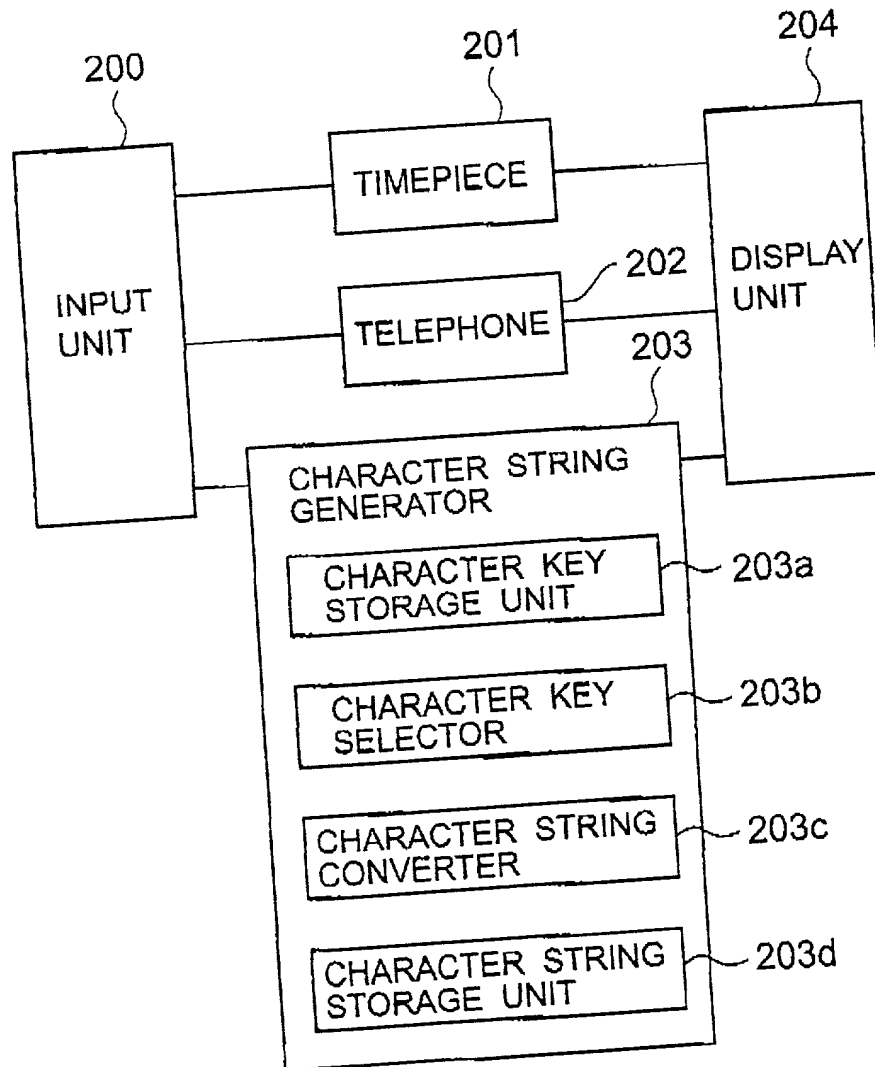 200
201
204
TIMEPIECE
INPUT
UNIT
DISPLAY
UNIT
202
TELEPHONE
203
CHARACTER STRING
GENERATOR
CHARACTER KEY
STORAGE UNIT
203a
CHARACTER KEY
SELECTOR
203b
CHARACTER STRING
CONVERTER
203c
CHARACTER STRING
STORAGE UNIT
203d